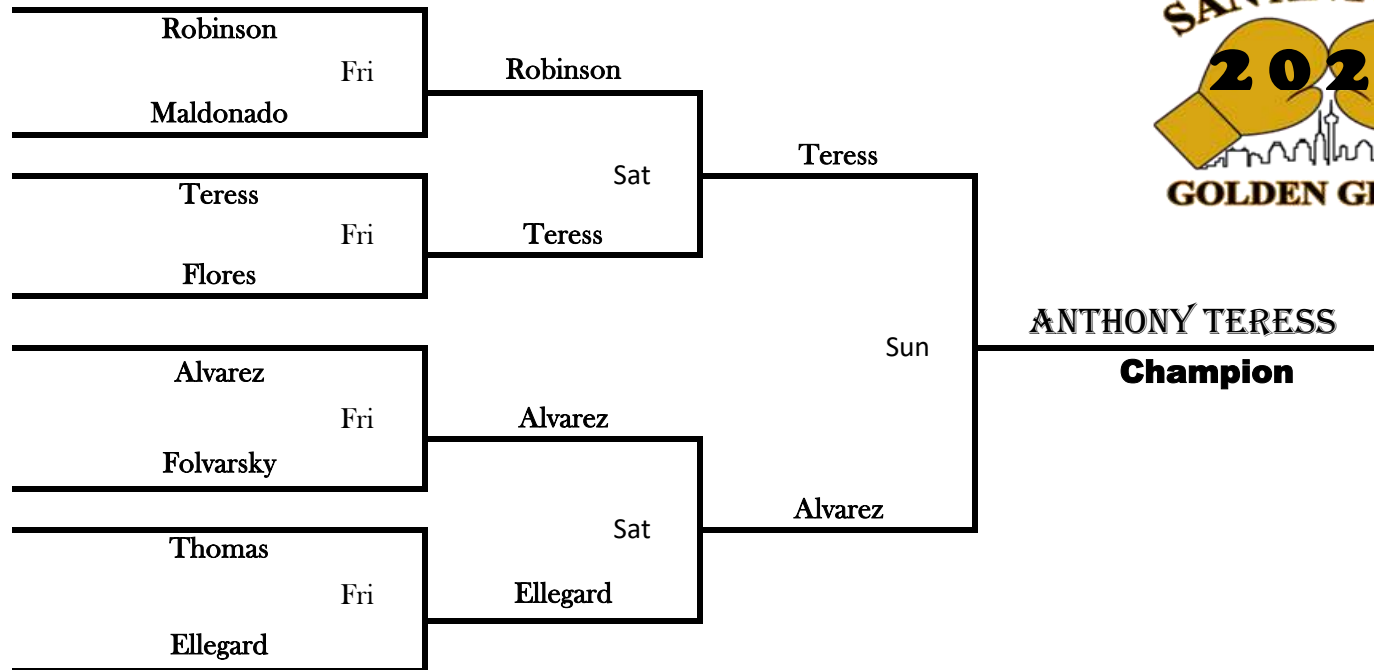 Robinson
Fri
Maldonado
Teress
Fri
Flores
Alvarez
Fri
Folvarsky
Thomas
Fri
Ellegard
Robinson
Sat
Teress
Alvarez
Sat
Ellegard
Teress
Sun
Alvarez
ANTHONY TERESS
Champion
GOLDEN